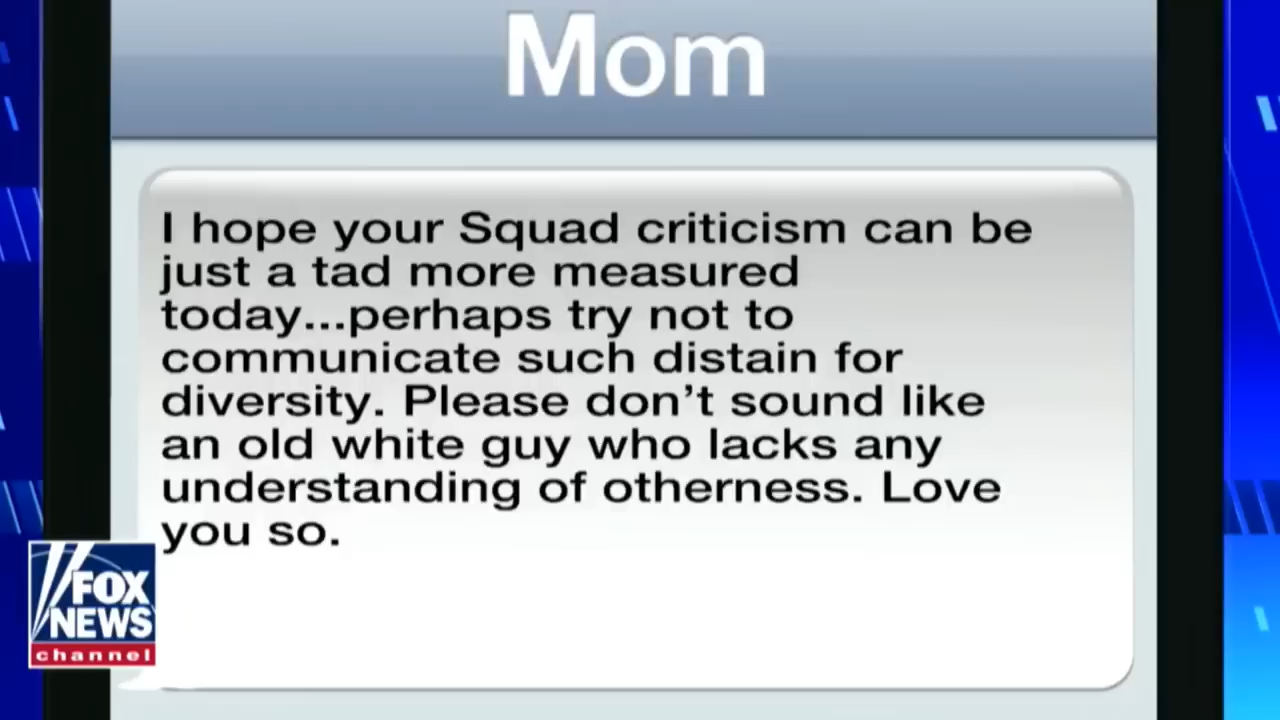 Mom
I hope your Squad criticism can be
just a tad more measured
today...perhaps try not to
communicate such distain for
diversity. Please don't sound like
an old white guy who lacks any
understanding of otherness. Love
you so.
FOX
NEWS
channel